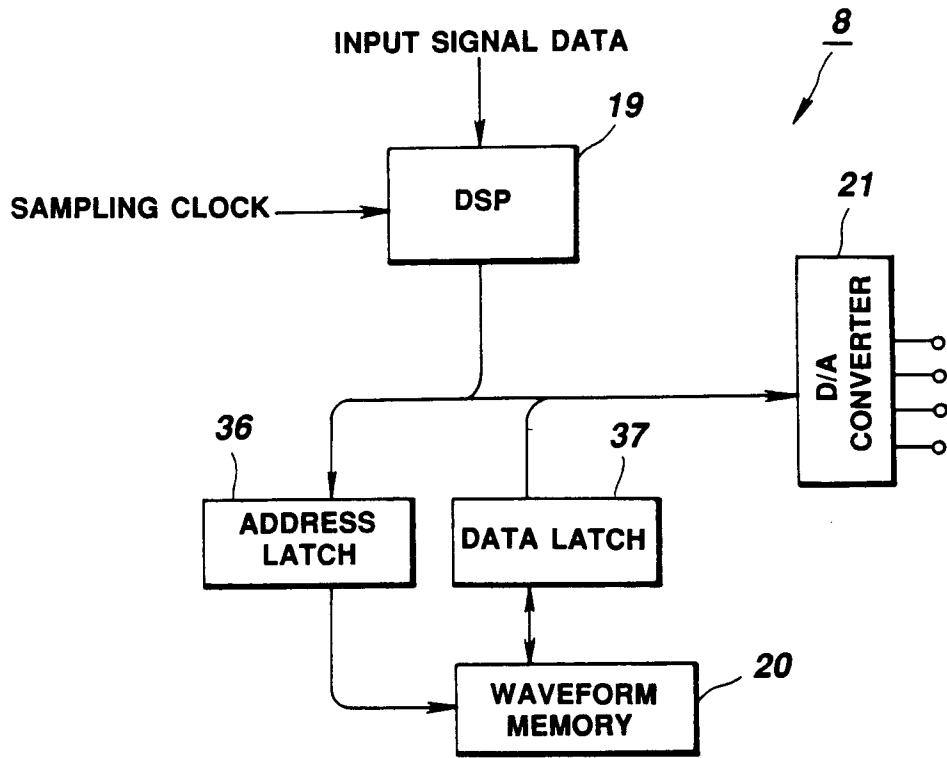 INPUT SIGNAL DATA
8
19
DSP
SAMPLING CLOCK
21
D/A
CONVERTER
36
37
ADDRESS
LATCH
DATA LATCH
20
WAVEFORM
MEMORY